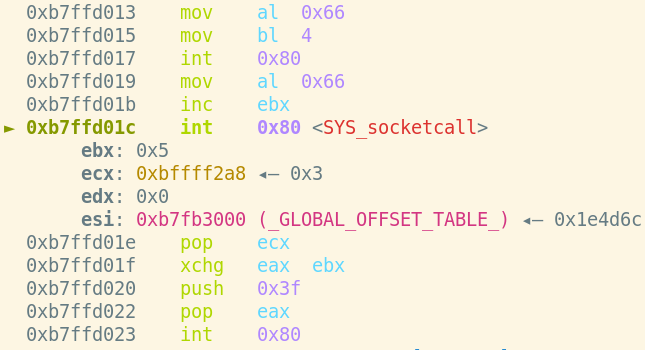 0xb7ffd013 mov al 0x66
0xb7ffd015 mov bl 4
0xb7ffd017 int 0x80
0xb7ffd019 mov al 0x66
0xb7ffd01b inc ebx
► 0xb7ffd01c int 0x80 <SYS_socketcall>
ebx: 0x5
ecx: 0xbffff2a8 ◂— 0x3
edx: 0x0
esi: 0xb7fb3000 (_GLOBAL_OFFSET_TABLE_) ◂— 0x1e4d6c
0xb7ffd01e pop ecx
0xb7ffd01f xchg eax ebx
0xb7ffd020 push 0x3f
0xb7ffd022 pop eax
0xb7ffd023 int 0x80